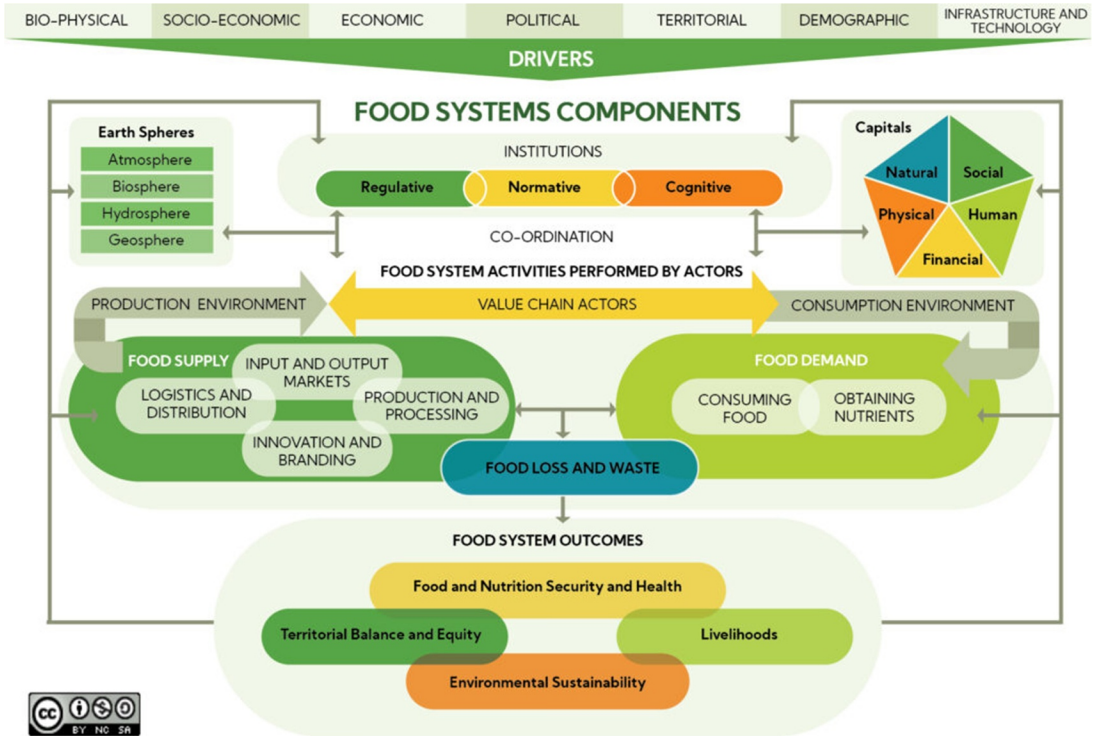 BIO-PHYSICAL
SOCIO-ECONOMIC
ECONOMIC
POLITICAL
TERRITORIAL
DEMOGRAPHIC
INFRASTRUCTURE AND
TECHNOLOGY
DRIVERS
FOOD SYSTEMS COMPONENTS
Earth Spheres
Atmosphere
Biosphere
Hydrosphere
Geosphere
INSTITUTIONS
Regulative
Normative
Cognitive
Capitals
Natural
Social
Physical
Human
Financial
CO-ORDINATION
FOOD SYSTEM ACTIVITIES PERFORMED BY ACTORS
PRODUCTION ENVIRONMENT
VALUE CHAIN ACTORS
CONSUMPTION ENVIRONMENT
FOOD SUPPLY
INPUT AND OUTPUT
MARKETS
LOGISTICS AND
DISTRIBUTION
PRODUCTION AND
PROCESSING
INNOVATION AND
BRANDING
FOOD DEMAND
CONSUMING
FOOD
OBTAINING
NUTRIENTS
FOOD LOSS AND WASTE
FOOD SYSTEM OUTCOMES
Food and Nutrition Security and Health
Territorial Balance and Equity
Livelihoods
Environmental Sustainability
cc
BY NC SA